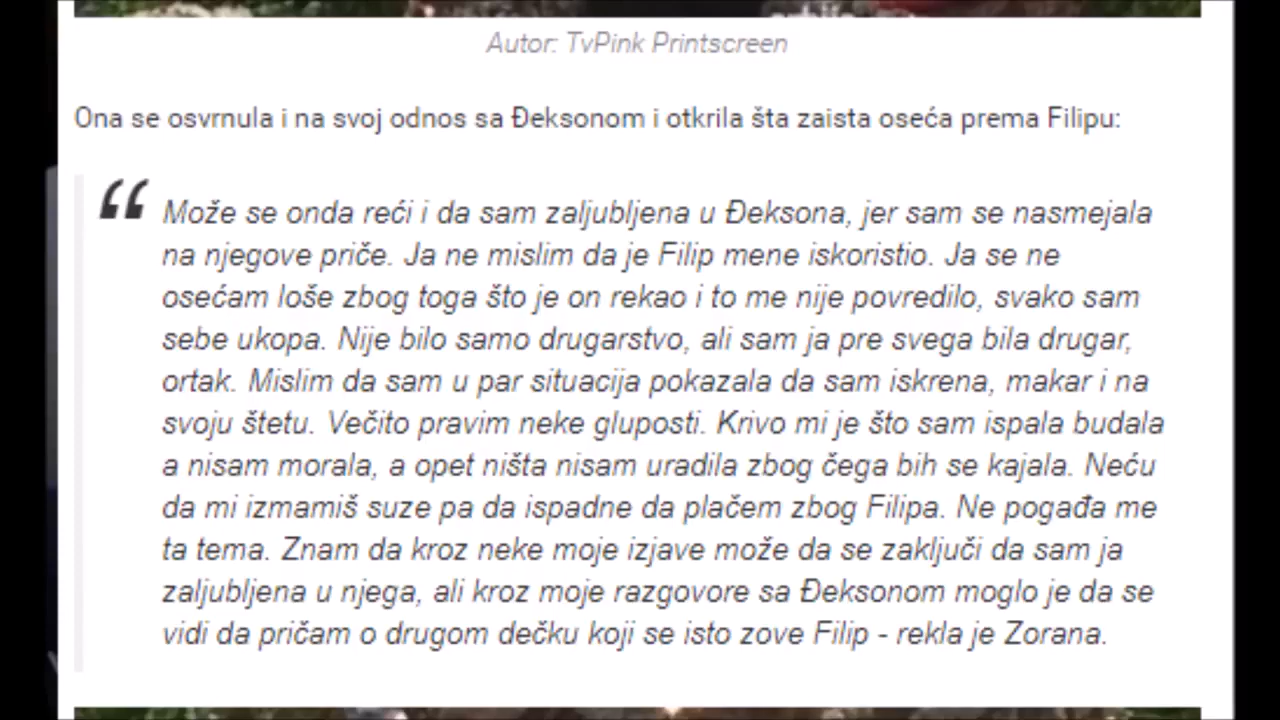 Autor: TvPink Printscreen
Ona se osvrnula i na svoj odnos sa Đeksonom i otkrila šta zaista oseća prema Filipu:
“ Može se onda reći i da sam zaljubljena u Đeksona, jer sam se nasmejala
na njegove priče. Ja ne mislim da je Filip mene iskoristio. Ja se ne
osećam loše zbog toga što je on rekao i to me nije povredilo, svako sam
sebe ukopa. Nije bilo samo drugarstvo, ali sam ja pre svega bila drugar,
ortak. Mislim da sam u par situacija pokazala da sam iskrena, makar i na
svoju štetu. Večito pravim neke gluposti. Krivo mi je što sam ispala budala
a nisam morala, a opet ništa nisam uradila zbog čega bih se kajala. Neću
da mi izmamiš suze pa da ispadne da plačem zbog Filipa. Ne pogađa me
ta tema. Znam da kroz neke moje izjave može da se zaključi da sam ja
zaljubljena u njega, ali kroz moje razgovore sa Đeksonom moglo je da se
vidi da pričam o drugom dečku koji se isto zove Filip - rekla je Zorana.